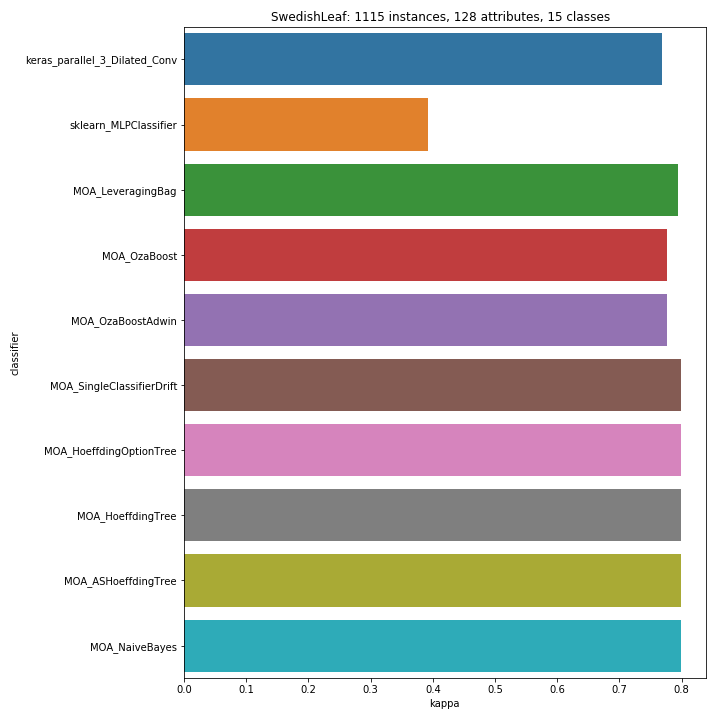 SwedishLeaf: 1115 instances, 128 attributes, 15 classes
classifier
keras_parallel_3_Dilated_Conv
sklearn_MLPClassifier
MOA_LeveragingBag
MOA_OzaBoost
MOA_OzaBoostAdwin
MOA_SingleClassifierDrift
MOA_HoeffdingOptionTree
MOA_HoeffdingTree
MOA_ASHoeffdingTree
MOA_NaiveBayes
0.0 0.1 0.2 0.3 0.4 0.5 0.6 0.7 0.8
kappa